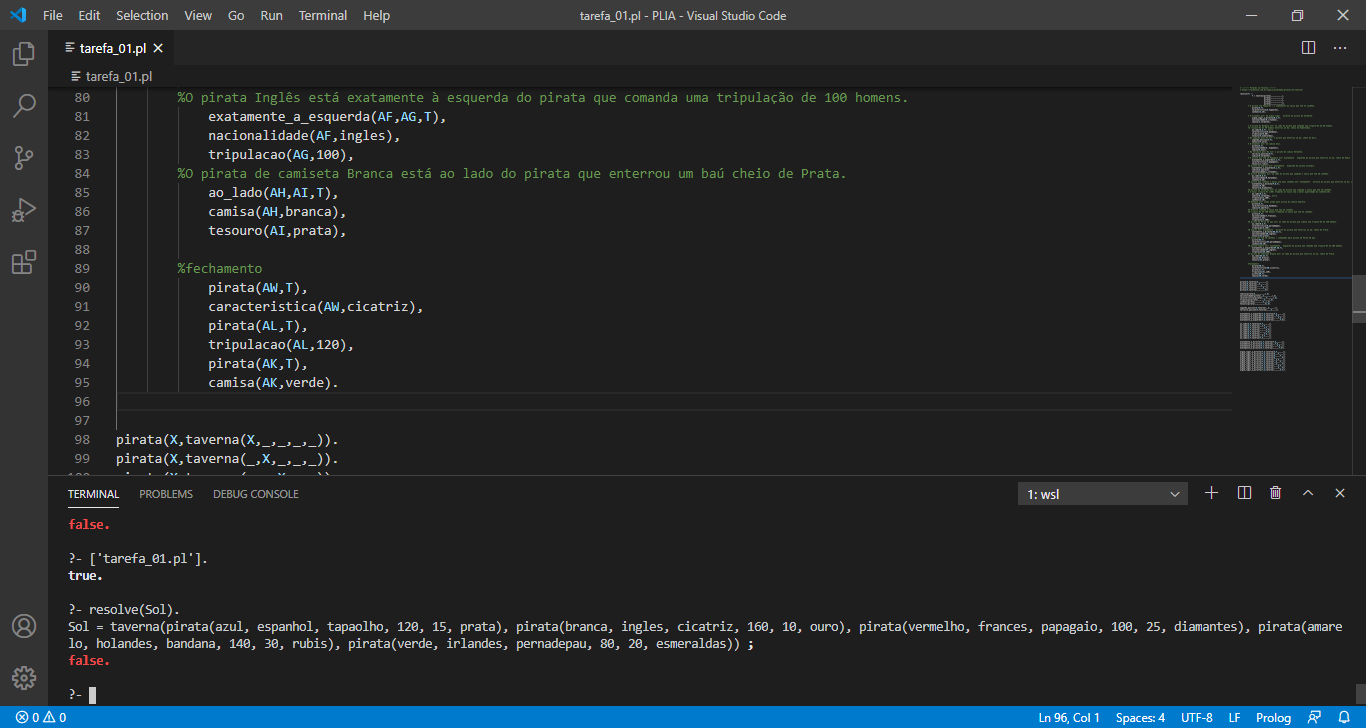 File Edit Selection View Go Run Terminal Help tarefa_01.pl - PLIA - Visual Studio Code
tarefa_01.pl
tarefa_01.pl
80 %O pirata Inglês está exatamente à esquerda do pirata que comanda uma tripulação de 100 homens.
81 exatamente_a_esquerda(AF,AG,T),
82 nacionalidade(AF,ingles),
83 tripulacao(AG,100),
84 %O pirata de camiseta Branca está ao lado do pirata que enterrou um baú cheio de Prata.
85 ao_lado(AH,AI,T),
86 camisa(AH,branca),
87 tesouro(AI,prata),
88
89 %fechamento
90 pirata(AW,T),
91 caracteristica(AW,cicatriz),
92 pirata(AL,T),
93 tripulacao(AL,120),
94 pirata(AK,T),
95 camisa(AK,verde).
96
97
98 pirata(X,taverna(X,_,_,_,_)).
99 pirata(X,taverna(_,X,_,_,_)).
TERMINAL PROBLEMS DEBUG CONSOLE 1: wsl
false.
?- ['tarefa_01.pl'].
true.
?- resolve(Sol).
Sol = taverna(pirata(azul, espanhol, tapaolho, 120, 15, prata), pirata(branca, ingles, cicatriz, 160, 10, ouro), pirata(vermelho, frances, papagaio, 100, 25, diamantes), pirata(amare
lo, holandes, bandana, 140, 30, rubis), pirata(verde, irlandes, pernadepau, 80, 20, esmeraldas)) ;
false.
?-
0 0 Ln 96, Col 1 Spaces: 4 UTF-8 LF Prolog